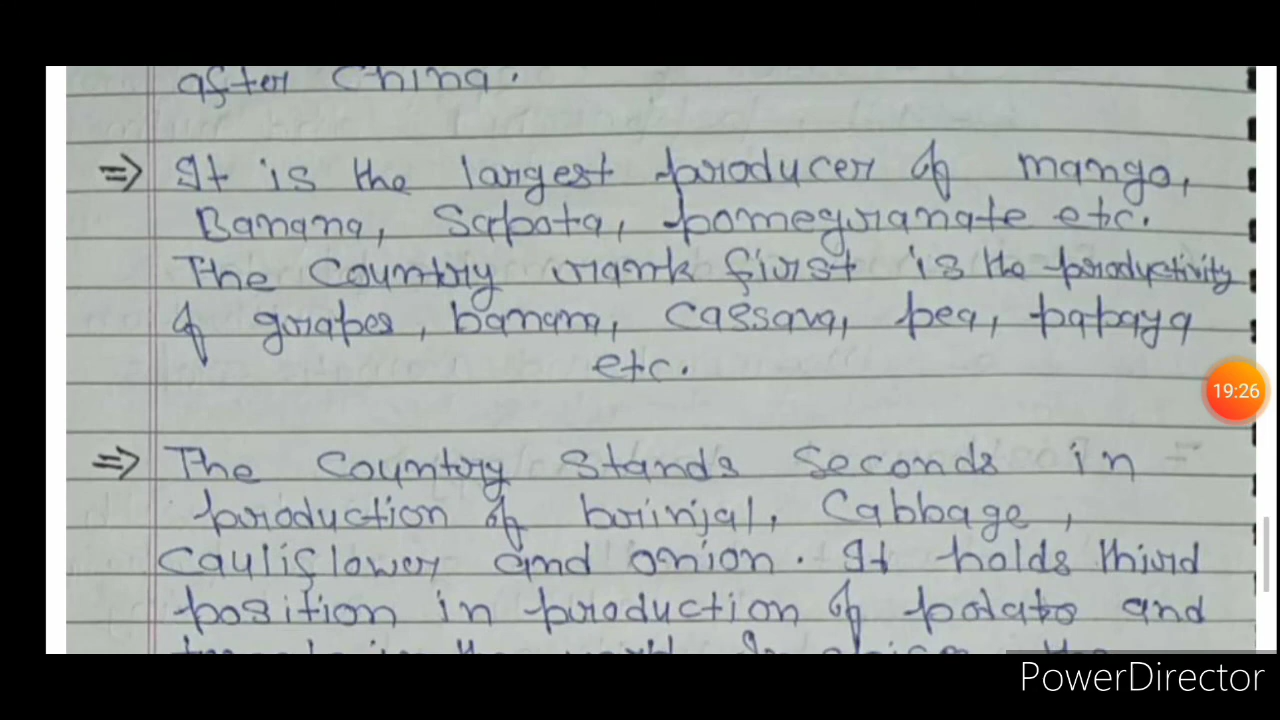 after China.
⇒ It is the largest producer of mango,
Banana, Sapota, pomegranate etc.
The Country rank first is the productivity
of grapes, banana, Cassava, pea, papaya
etc.
19:26
⇒ The Country stands Seconds in
production of brinjal, Cabbage,
Cauliflower and onion. It holds third
position in production of potato and
PowerDirector